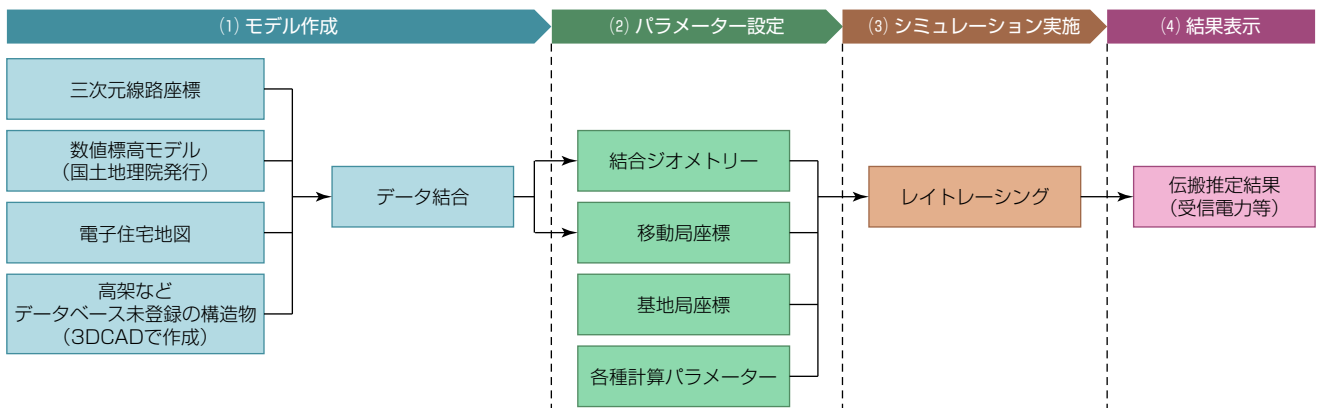 (1) モデル作成
(2) パラメーター設定
(3) シミュレーション実施
(4) 結果表示
三次元線路座標
数値標高モデル
（国土地理院発行）
電子住宅地図
高架など
データベース未登録の構造物
（3DCADで作成）
データ結合
結合ジオメトリー
移動局座標
基地局座標
各種計算パラメーター
レイトレーシング
伝搬推定結果
（受信電力等）